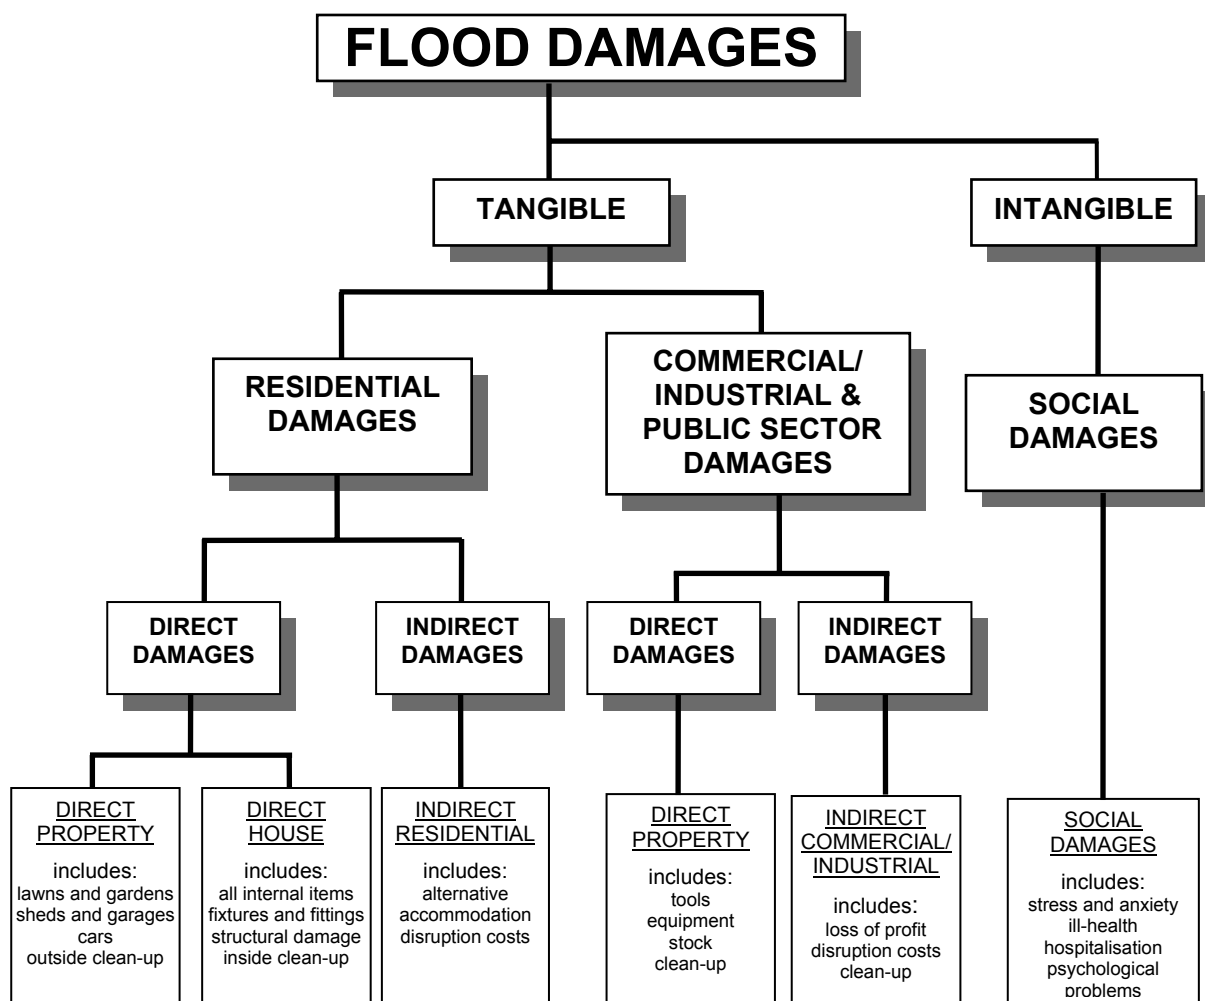 FLOOD DAMAGES
TANGIBLE
INTANGIBLE
RESIDENTIAL
DAMAGES
COMMERCIAL/
INDUSTRIAL &
PUBLIC SECTOR
DAMAGES
SOCIAL
DAMAGES
DIRECT
DAMAGES
INDIRECT
DAMAGES
DIRECT
DAMAGES
INDIRECT
DAMAGES
DIRECT
PROPERTY
includes:
lawns and gardens
sheds and garages
cars
outside clean-up
DIRECT
HOUSE
includes:
all internal items
fixtures and fittings
structural damage
inside clean-up
INDIRECT
RESIDENTIAL
includes:
alternative
accommodation
disruption costs
DIRECT
PROPERTY
includes:
tools
equipment
stock
clean-up
INDIRECT
COMMERCIAL/
INDUSTRIAL
includes:
loss of profit
disruption costs
clean-up
SOCIAL
DAMAGES
includes:
stress and anxiety
ill-health
hospitalisation
psychological
problems